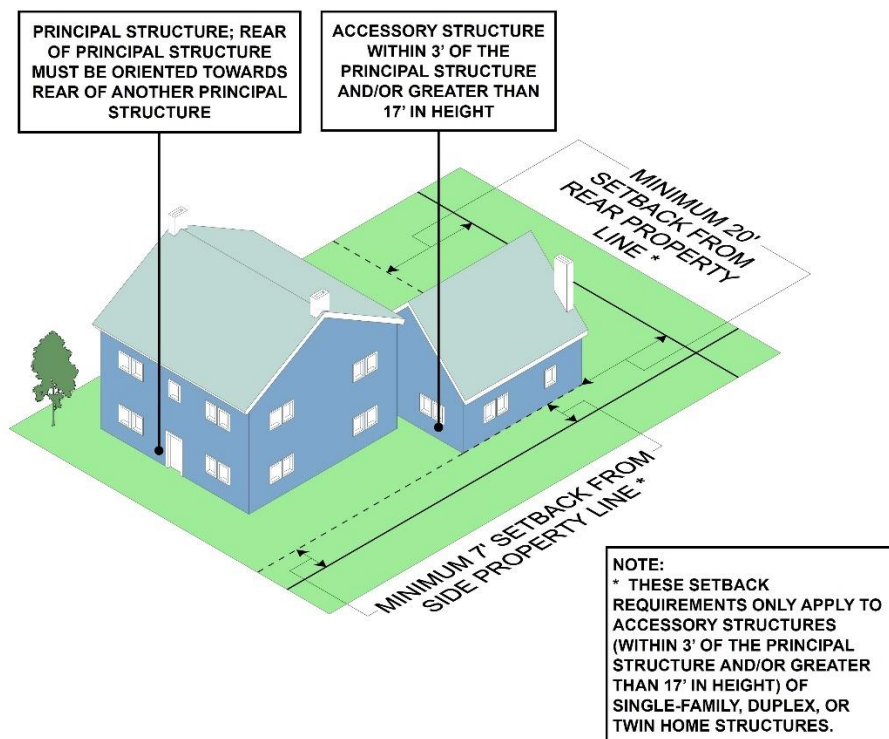 PRINCIPAL STRUCTURE; REAR
OF PRINCIPAL STRUCTURE
MUST BE ORIENTED TOWARDS
REAR OF ANOTHER PRINCIPAL
STRUCTURE
ACCESSORY STRUCTURE
WITHIN 3' OF THE
PRINCIPAL STRUCTURE
AND/OR GREATER THAN
17' IN HEIGHT
MINIMUM 20'
SETBACK FROM
REAR PROPERTY
LINE *
MINIMUM 7' SETBACK FROM
SIDE PROPERTY LINE *
NOTE:
* THESE SETBACK
REQUIREMENTS ONLY APPLY TO
ACCESSORY STRUCTURES
(WITHIN 3' OF THE PRINCIPAL
STRUCTURE AND/OR GREATER
THAN 17' IN HEIGHT) OF
SINGLE-FAMILY, DUPLEX, OR
TWIN HOME STRUCTURES.